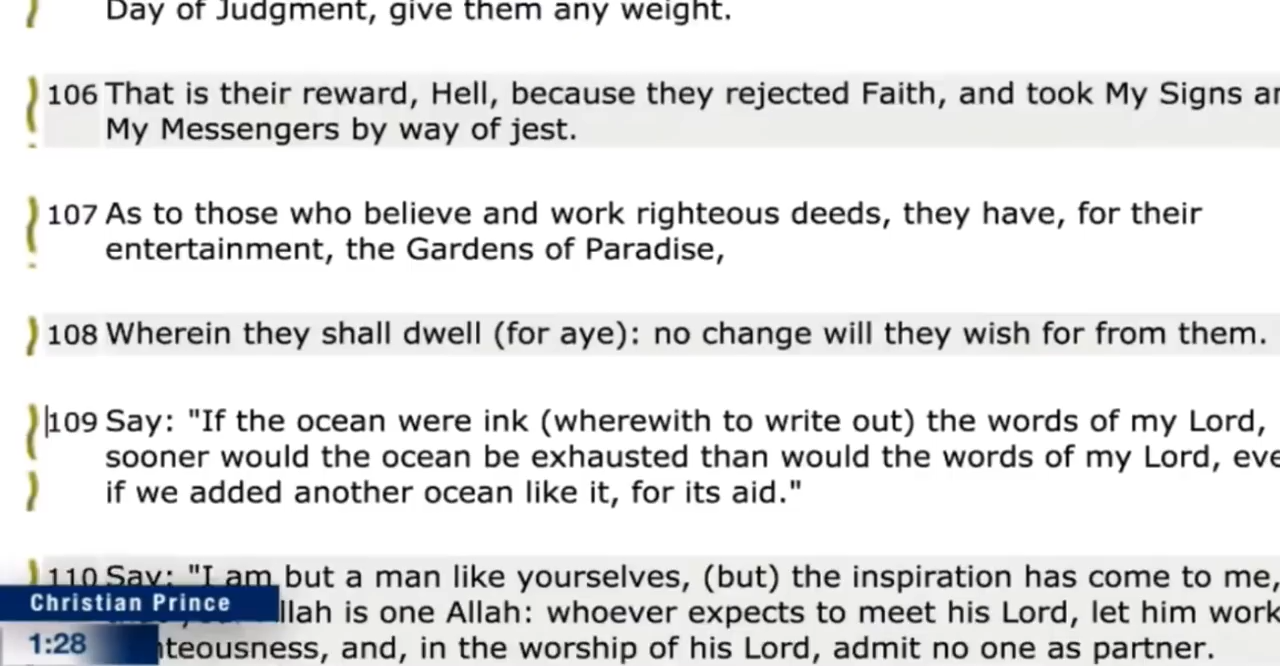 Day of Judgment, give them any weight.
106 That is their reward, Hell, because they rejected Faith, and took My Signs
My Messengers by way of jest.
107 As to those who believe and work righteous deeds, they have, for their
entertainment, the Gardens of Paradise,
108 Wherein they shall dwell (for aye): no change will they wish for from them.
109 Say: "If the ocean were ink (wherewith to write out) the words of my Lord,
sooner would the ocean be exhausted than would the words of my Lord,
if we added another ocean like it, for its aid."
110 Say: "I am but a man like yourselves, (but) the inspiration has come to me,
is one Allah: whoever expects to meet his Lord, let him work
and, in the worship of his Lord, admit no one as partner.
Christian Prince
1:28